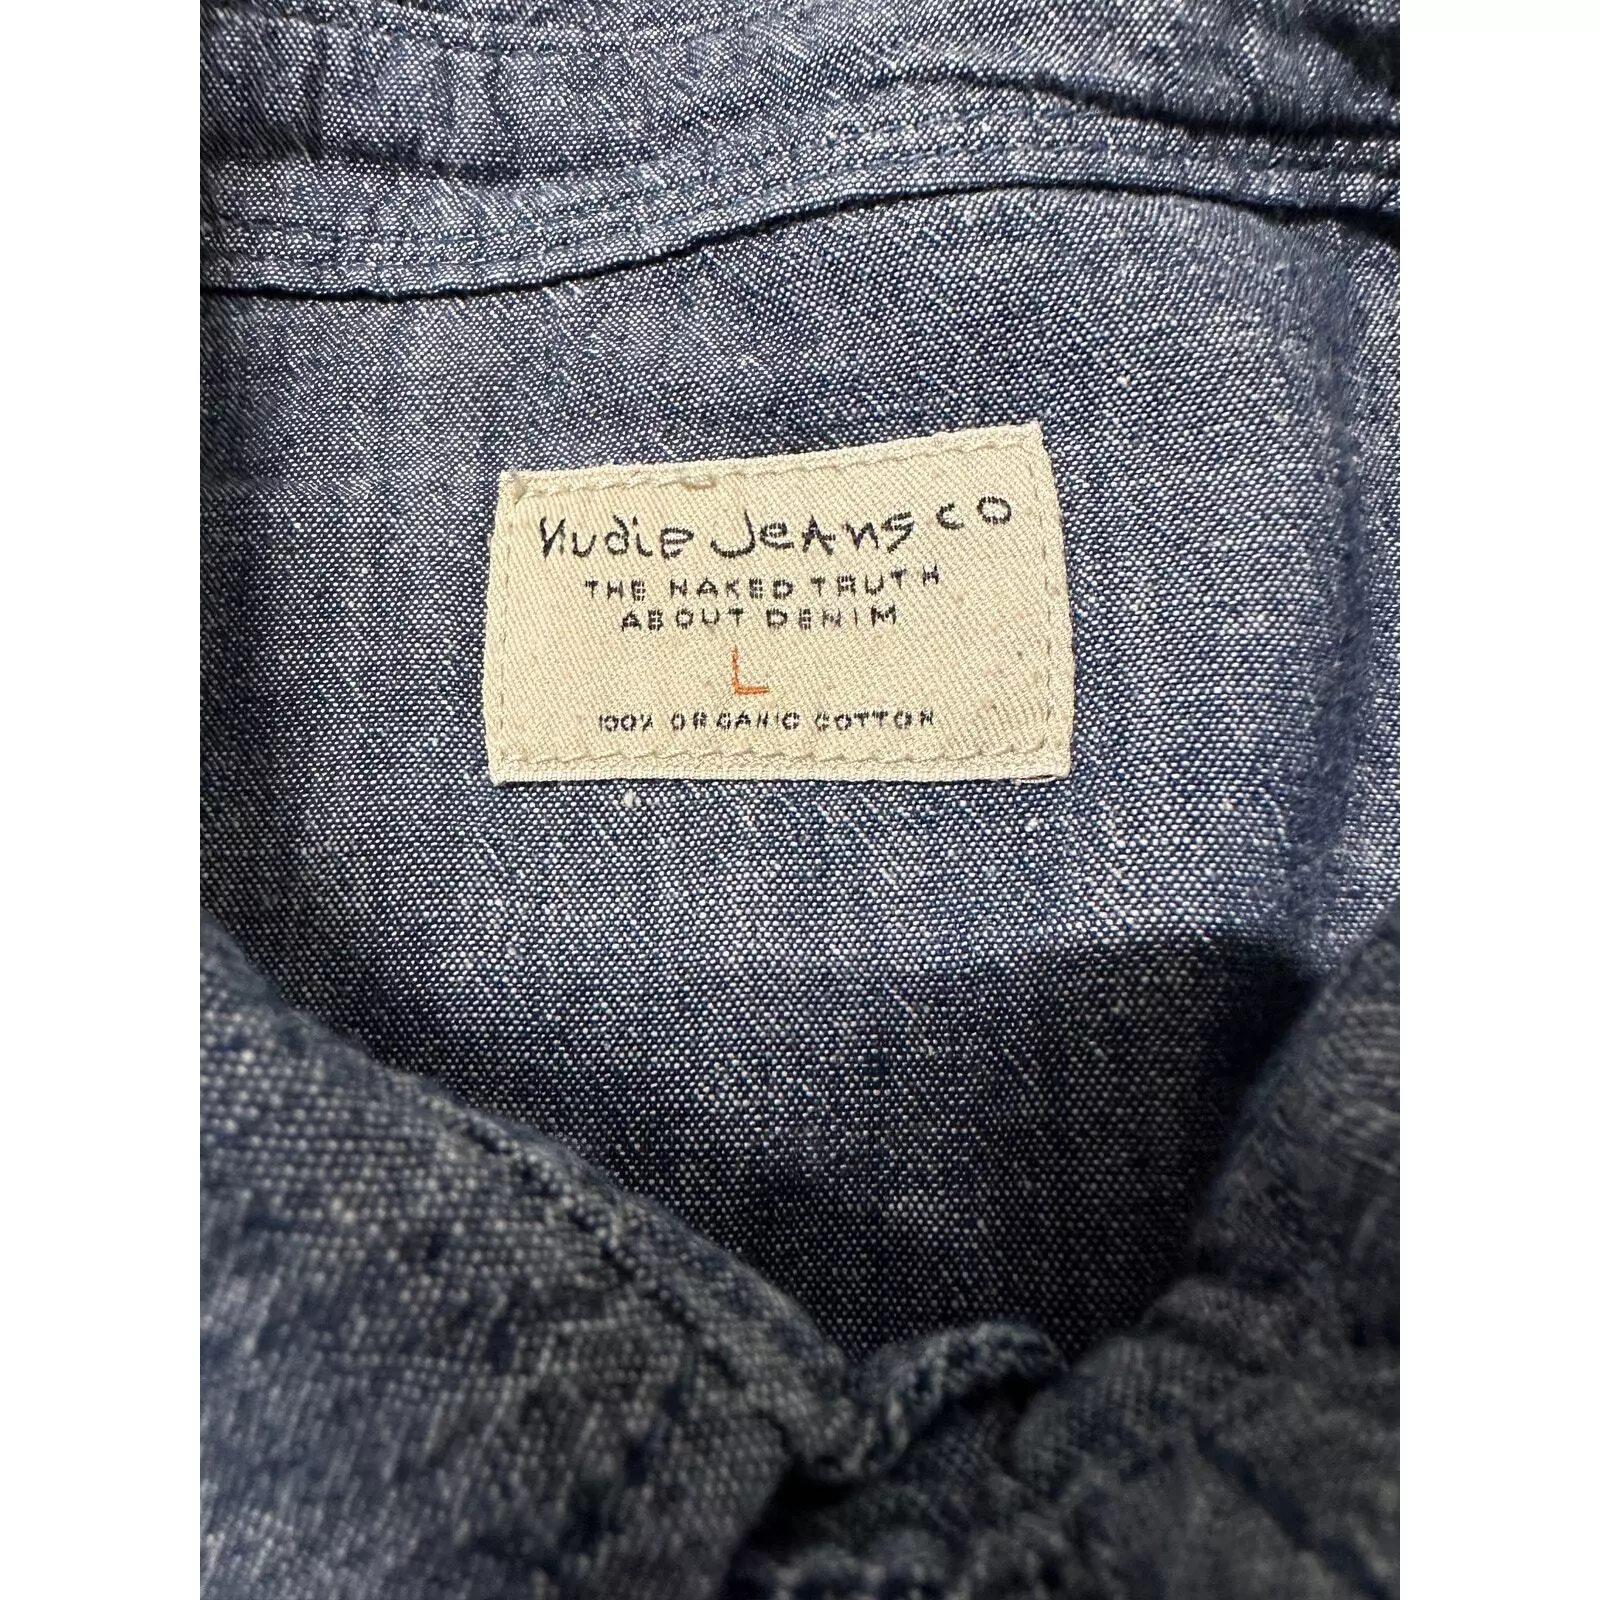 Nudie Jeans co
THE NAKED TRUTH
ABOUT DENIM
L
100% ORGANIC COTTON